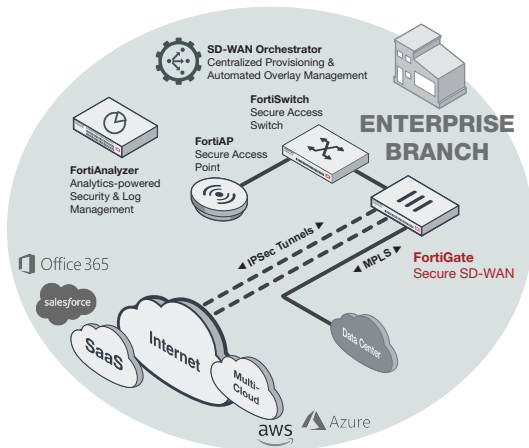 SD-WAN Orchestrator
Centralized Provisioning &
Automated Overlay Management
FortiSwitch
Secure Access
Switch
ENTERPRISE
BRANCH
FortiAP
Secure Access
Point
FortiAnalyzer
Analytics-powered
Security & Log
Management
IPSec Tunnels
MPLS
FortiGate
Secure SD-WAN
Office 365
salesforce
SaaS
Internet
Multi-
Cloud
Data Center
aws
Azure